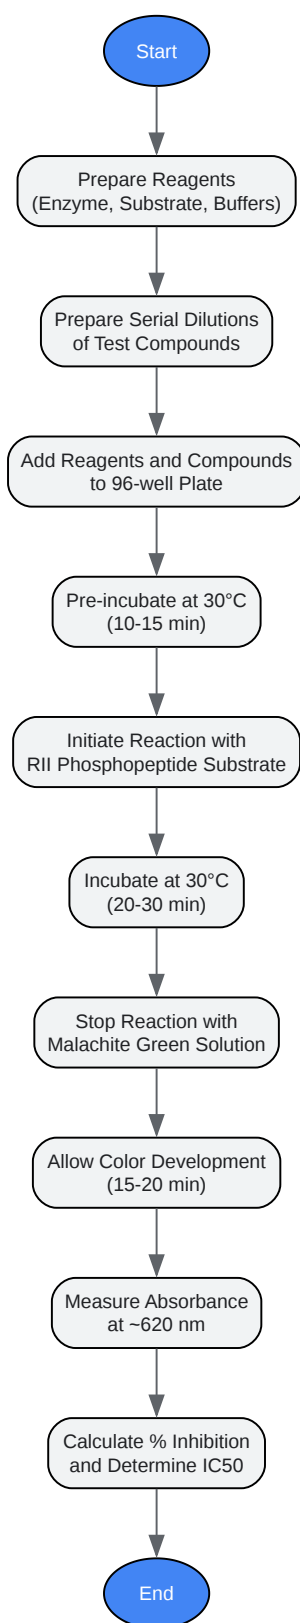 Start
Prepare Reagents
(Enzyme, Substrate, Buffers)
Prepare Serial Dilutions
of Test Compounds
Add Reagents and Compounds
to 96-well Plate
Pre-incubate at 30°C
(10-15 min)
Initiate Reaction with
RII Phosphopeptide Substrate
Incubate at 30°C
(20-30 min)
Stop Reaction with
Malachite Green Solution
Allow Color Development
(15-20 min)
Measure Absorbance
at ~620 nm
Calculate % Inhibition
and Determine IC50
End